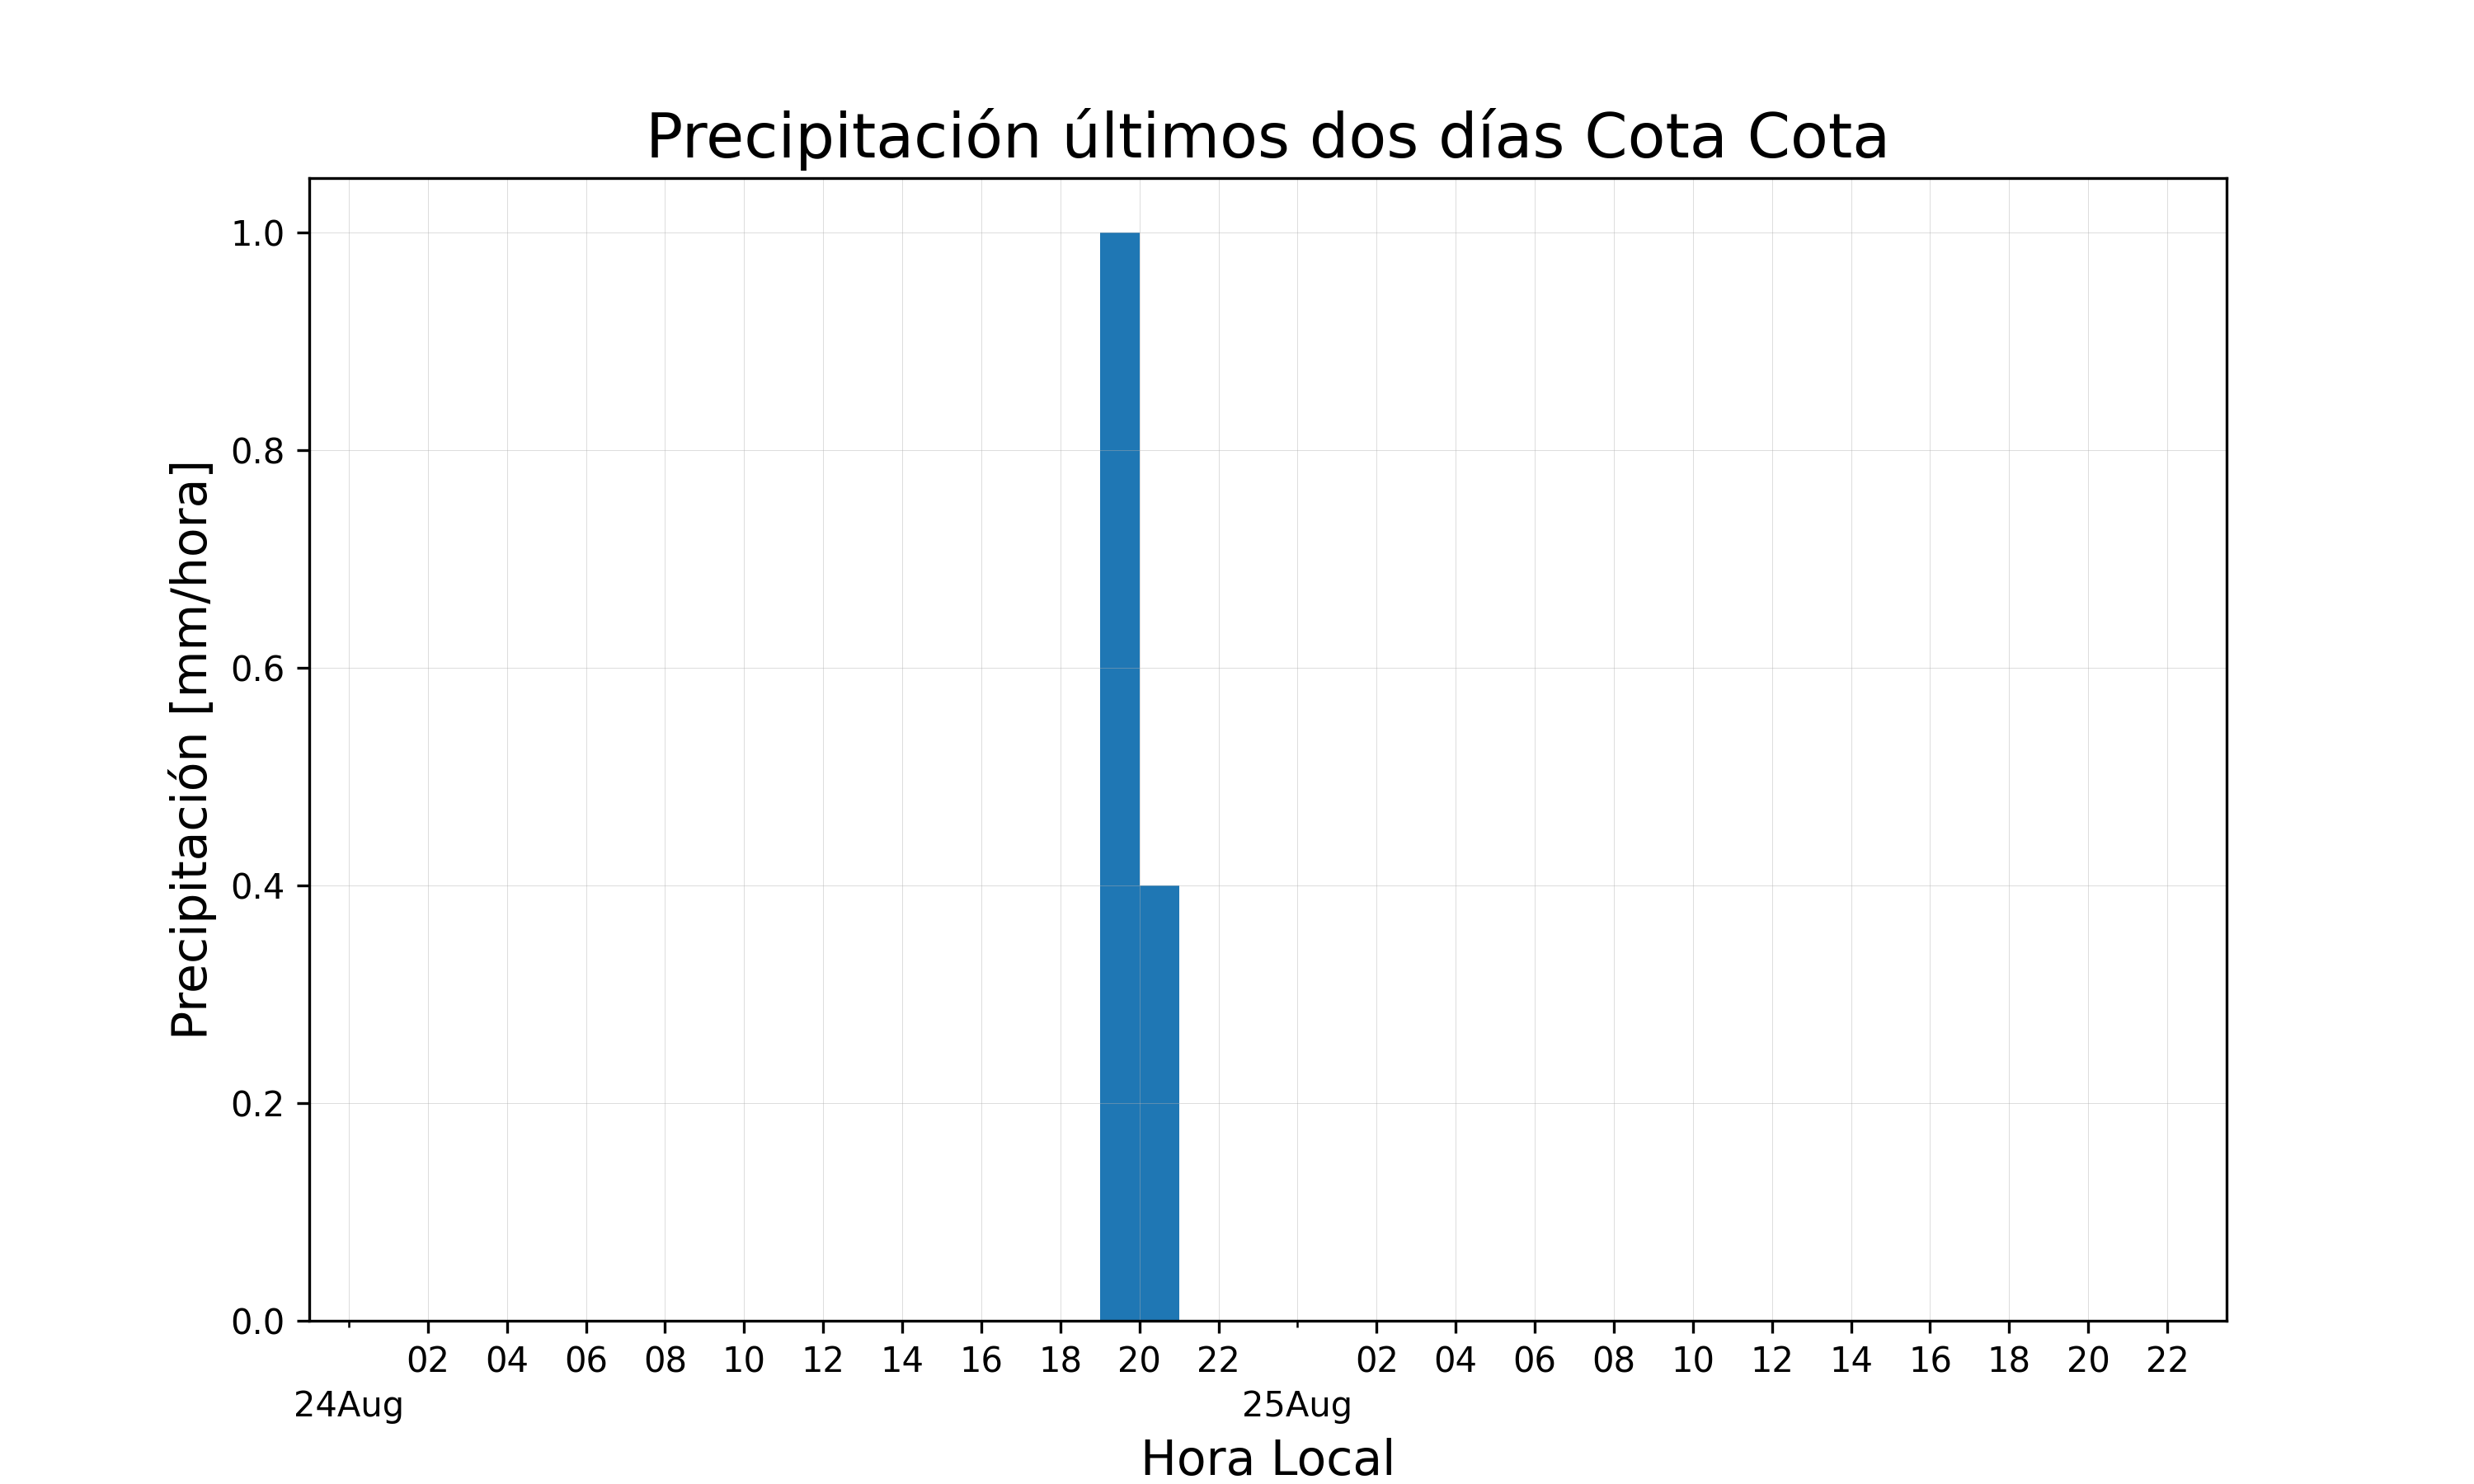 Precipitación últimos dos días Cota Cota
Precipitación [mm/hora]
1.0
0.8
0.6
0.4
0.2
0.0
02 04 06 08 10 12 14 16 18 20 22 02 04 06 08 10 12 14 16 18 20 22
24Aug 25Aug
Hora Local